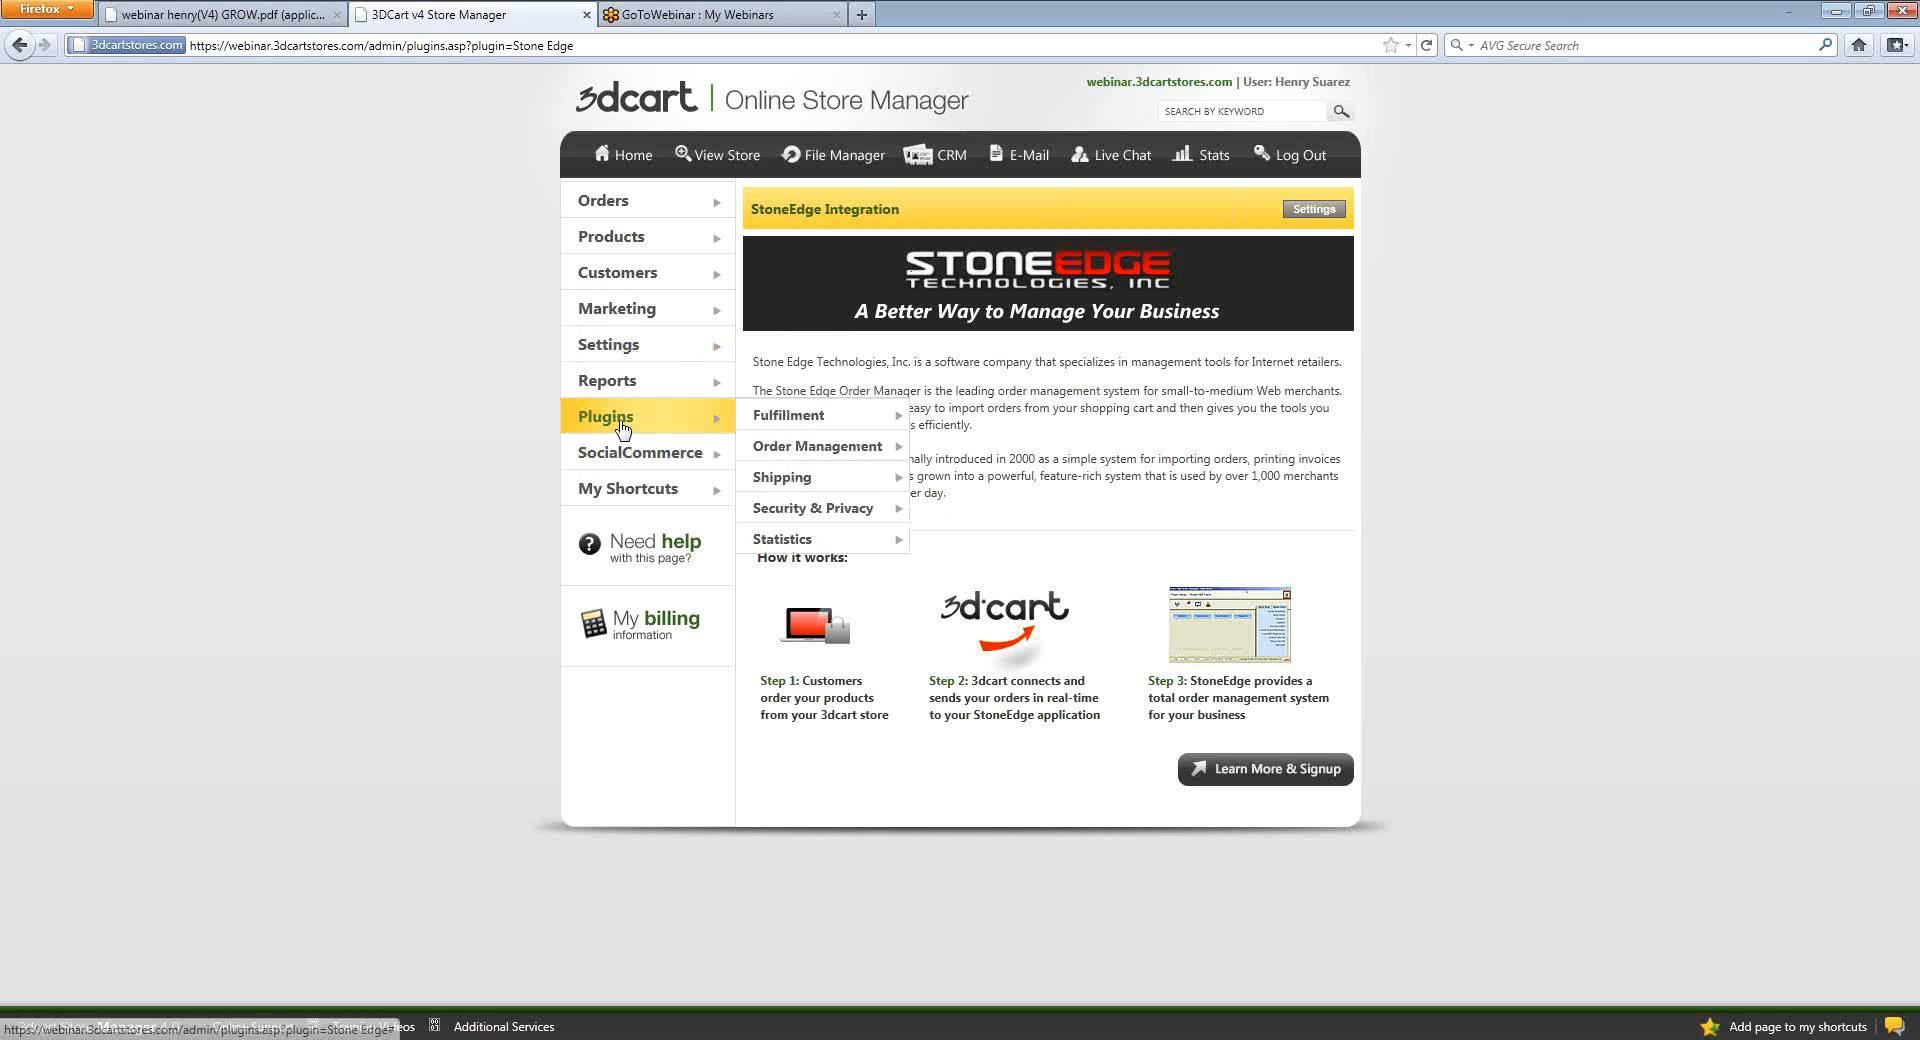 Firefox
webinar henry(V4) GROW.pdf (applic...
3DCart v4 Store Manager
GoToWebinar : My Webinars
3dcartstores.com
https://webinar.3dcartstores.com/admin/plugins.asp?plugin=Stone Edge
AVG Secure Search
3dcart | Online Store Manager
webinar.3dcartstores.com | User: Henry Suarez
SEARCH BY KEYWORD
Home
View Store
File Manager
CRM
E-Mail
Live Chat
Stats
Log Out
Orders
Products
Customers
Marketing
Settings
Reports
Plugins
SocialCommerce
My Shortcuts
Need help
with this page?
My billing
information
Fulfillment
Order Management
Shipping
Security & Privacy
Statistics
StoneEdge Integration
Settings
STONEEDGE
TECHNOLOGIES, INC
A Better Way to Manage Your Business
Stone Edge Technologies, Inc. is a software company that specializes in management tools for Internet retailers.
The Stone Edge Order Manager is the leading order management system for small-to-medium Web merchants.
easy to import orders from your shopping cart and then gives you the tools you
s efficiently.
nally introduced in 2000 as a simple system for importing orders, printing invoices
s grown into a powerful, feature-rich system that is used by over 1,000 merchants
er day.
How it works:
3dcart
Step 1: Customers
order your products
from your 3dcart store
Step 2: 3dcart connects and
sends your orders in real-time
to your StoneEdge application
Step 3: StoneEdge provides a
total order management system
for your business
Learn More & Signup
https://webinar.3dcartstores.com/admin/plugins.asp?plugin=Stone Edge#
Additional Services
Add page to my shortcuts